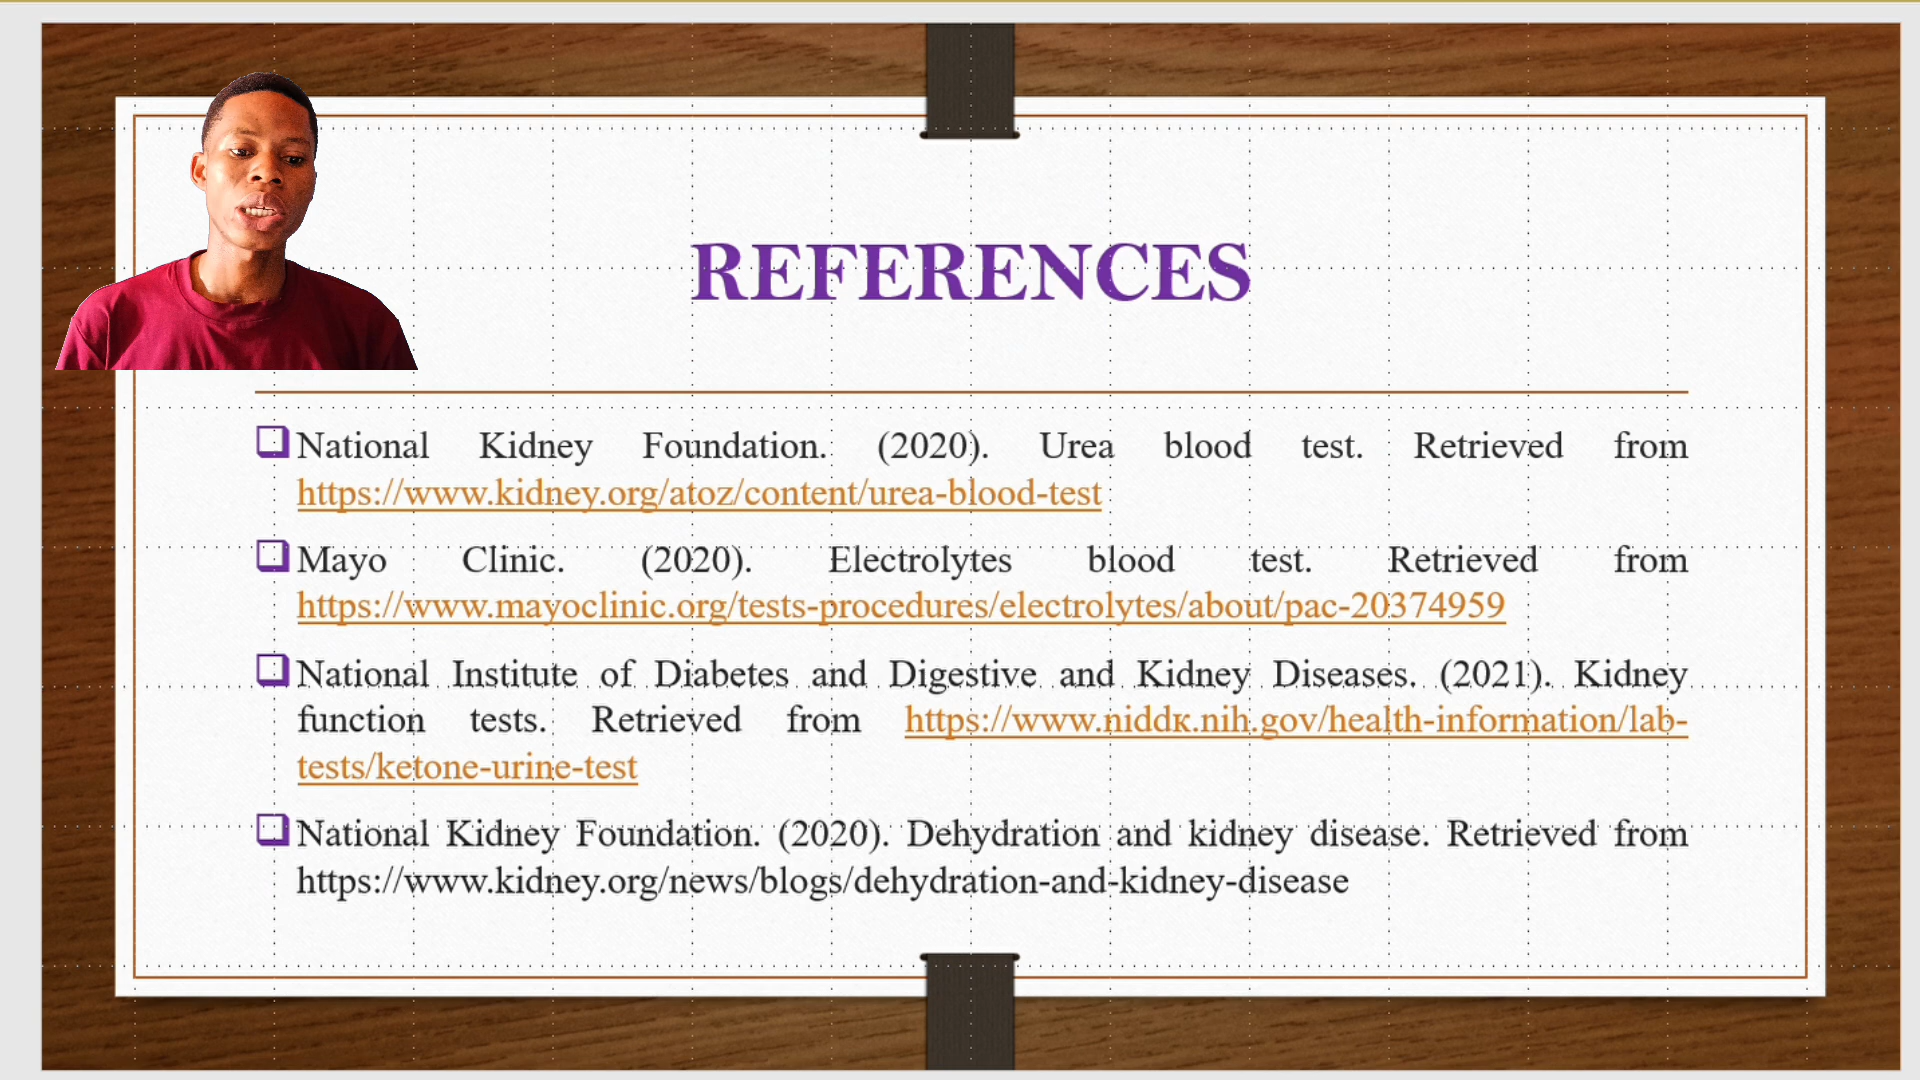 REFERENCES
National Kidney Foundation. (2020). Urea blood test. Retrieved from
https://www.kidney.org/atoz/content/urea-blood-test
Mayo Clinic. (2020). Electrolytes blood test. Retrieved from
https://www.mayoclinic.org/tests-procedures/electrolytes/about/pac-20374959
National Institute of Diabetes and Digestive and Kidney Diseases. (2021). Kidney
function tests. Retrieved from https://www.niddк.nih.gov/health-information/lab-
tests/ketone-urine-test
National Kidney Foundation. (2020). Dehydration and kidney disease. Retrieved from
https://www.kidney.org/news/blogs/dehydration-and-kidney-disease